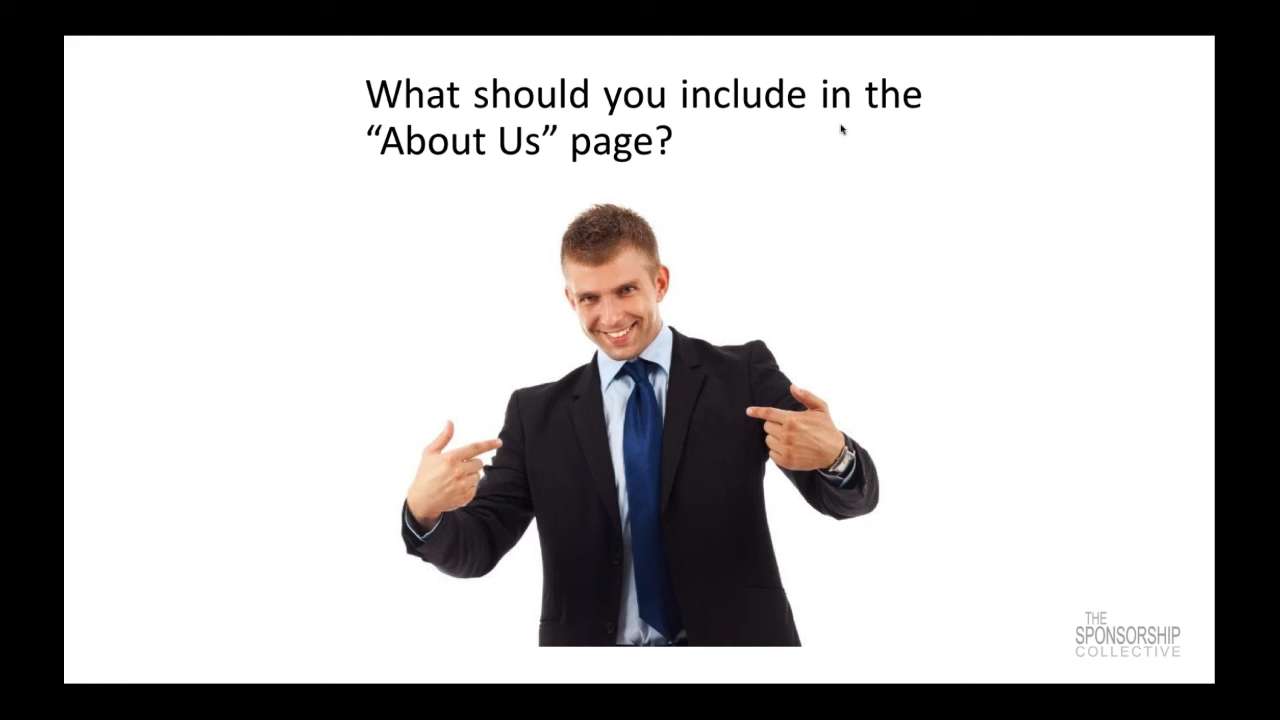 What should you include in the
“About Us” page?
THE
SPONSORSHIP
COLLECTIVE